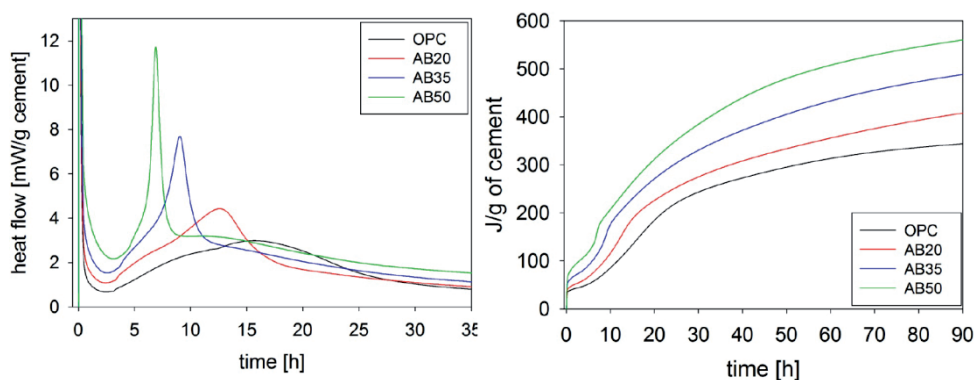 12
10
8
6
4
2
0
heat flow [mW/g cement]
OPC
AB20
AB35
AB50
0 5 10 15 20 25 30 35
time [h]
600
500
400
300
200
100
0
J/g of cement
OPC
AB20
AB35
AB50
0 10 20 30 40 50 60 70 80 90
time [h]